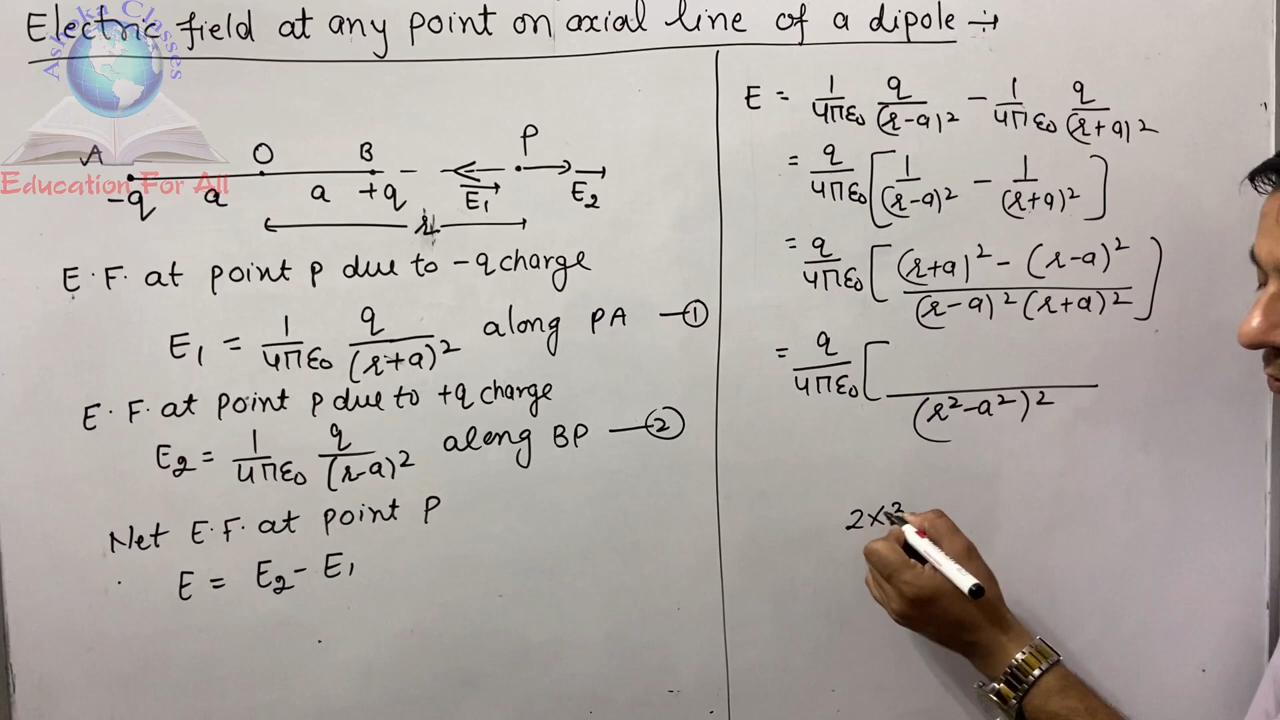 Electric field at any point on axial line of a dipole ÷
Asheka Classes
Education For All
A O B P
-q a a +q E₁ E₂
r
E.F. at point P due to -q charge
E₁ = 1/4πε₀ q/(r+a)² along PA —①
E.F. at point P due to +q charge
E₂ = 1/4πε₀ q/(r-a)² along BP —②
Net E.F. at point P
E = E₂ - E₁
E = 1/4πε₀ q/(r-a)² - 1/4πε₀ q/(r+a)²
= q/4πε₀ [1/(r-a)² - 1/(r+a)²]
= q/4πε₀ [(r+a)² - (r-a)²/(r-a)²(r+a)²]
= q/4πε₀ [ /(r²-a²)²
2×2